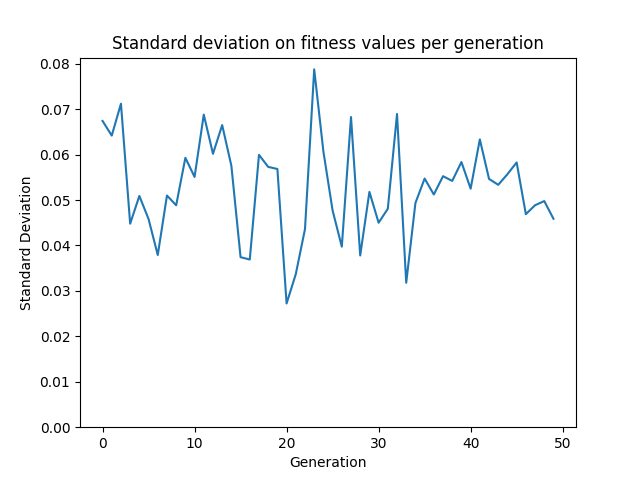 Standard deviation on fitness values per generation
0.08
0.07
0.06
0.05
0.04
0.03
0.02
0.01
0.00
Standard Deviation
0 10 20 30 40 50
Generation